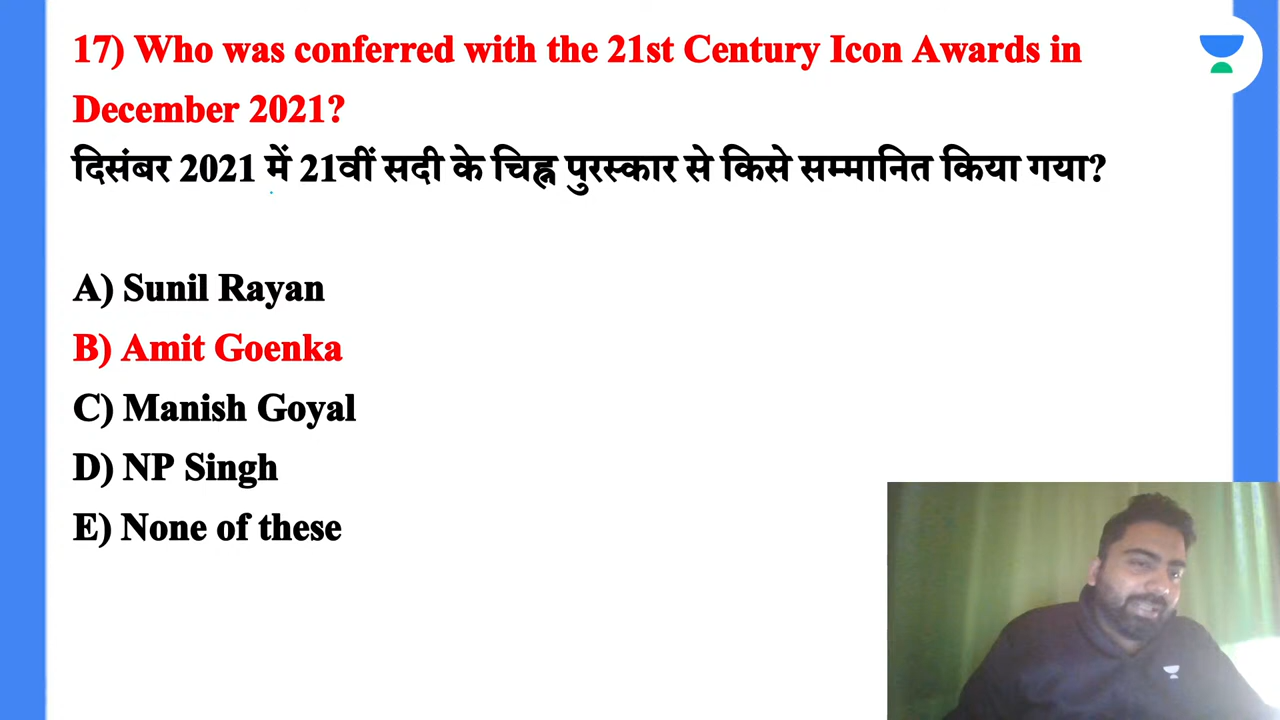 17) Who was conferred with the 21st Century Icon Awards in
December 2021?
दिसंबर 2021 में 21वीं सदी के चिह्न पुरस्कार से किसे सम्मानित किया गया?
A) Sunil Rayan
B) Amit Goenka
C) Manish Goyal
D) NP Singh
E) None of these